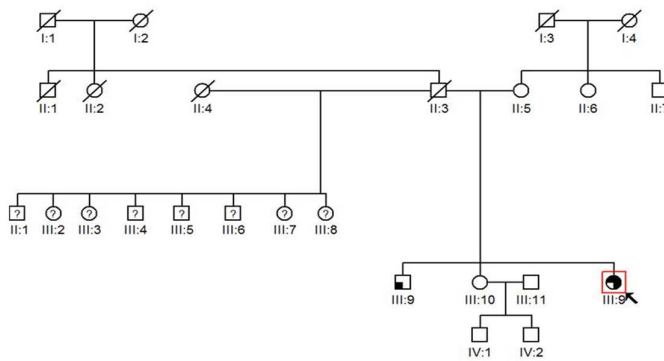 I:1 I:2 I:3 I:4
II:1 II:2 II:4 II:3 II:5 II:6 II:7
? ? ? ? ? ? ? ?
II:1 III:2 III:3 III:4 III:5 III:6 III:7 III:8
III:9 III:10 III:11 III:9
IV:1 IV:2